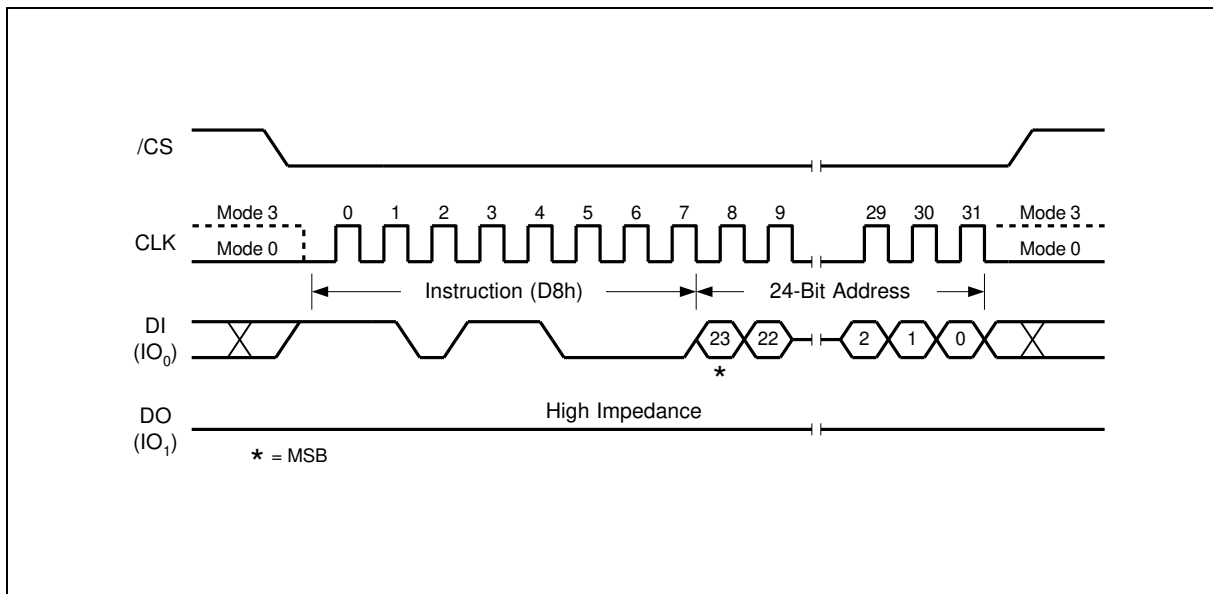 /CS
Mode 3 0 1 2 3 4 5 6 7 8 9 29 30 31 Mode 3
CLK Mode 0 Mode 0
Instruction (D8h) 24-Bit Address
DI
(IO0) 23 22 2 1 0
*
DO High Impedance
(IO1)
* = MSB